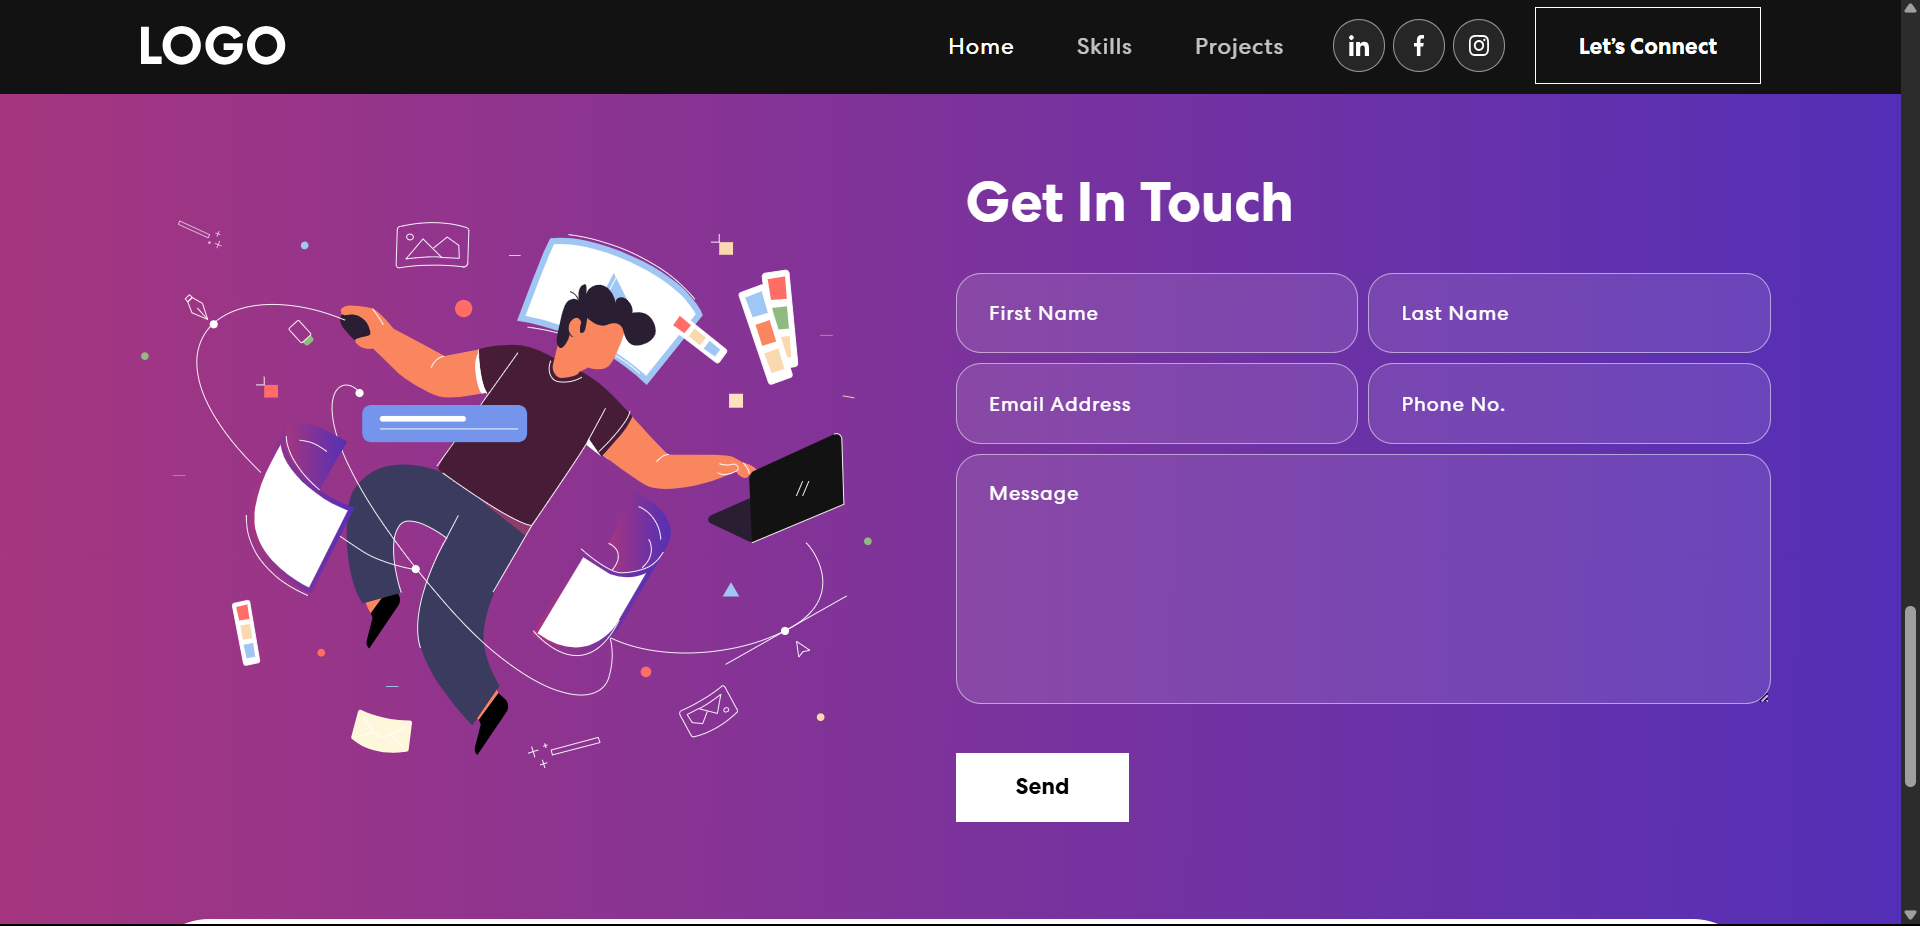 LOGO
Home
Skills
Projects
Let's Connect
Get In Touch
First Name
Last Name
Email Address
Phone No.
Message
Send